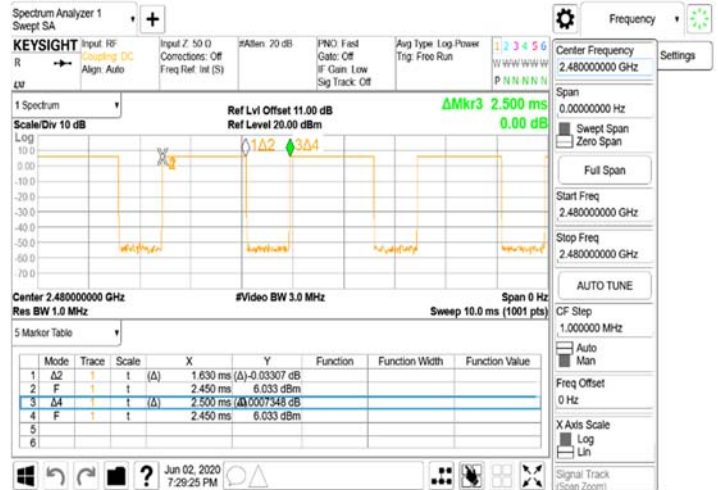 Spectrum Analyzer 1
Swept SA
+
Frequency
KEYSIGHT
R
Input: RF
Coupling: DC
Align: Auto
Input Z: 50 Ω
Corrections: Off
Freq Ref: Int (S)
#Atten: 20 dB
PNO: Fast
Gate: Off
IF Gain: Low
Sig Track: Off
Avg Type: Log-Power
Trig: Free Run
1 2 3 4 5 6
W W W W W W
P N N N N N
Center Frequency
2.480000000 GHz
Settings
Span
0.00000000 Hz
Swept Span
Zero Span
Full Span
Start Freq
2.480000000 GHz
Stop Freq
2.480000000 GHz
AUTO TUNE
CF Step
1.000000 MHz
Auto
Man
Freq Offset
0 Hz
X Axis Scale
Log
Lin
Signal Track
(Span Zoom)
1 Spectrum
Scale/Div 10 dB
Ref Lvl Offset 11.00 dB
Ref Level 20.00 dBm
ΔMkr3 2.500 ms
0.00 dB
Log
10.0
0.00
-10.0
-20.0
-30.0
-40.0
-50.0
-60.0
-70.0
1Δ2
3Δ4
Center 2.480000000 GHz
Res BW 1.0 MHz
#Video BW 3.0 MHz
Span 0 Hz
Sweep 10.0 ms (1001 pts)
5 Marker Table
Mode Trace Scale X Y Function Function Width Function Value
1 Δ2 1 t (Δ) 1.630 ms (Δ) -0.03307 dB
2 F 1 t 2.450 ms 6.033 dBm
3 Δ4 1 t (Δ) 2.500 ms (Δ) 0.0007348 dB
4 F 1 t 2.450 ms 6.033 dBm
5
6
?
Jun 02, 2020
7:29:25 PM